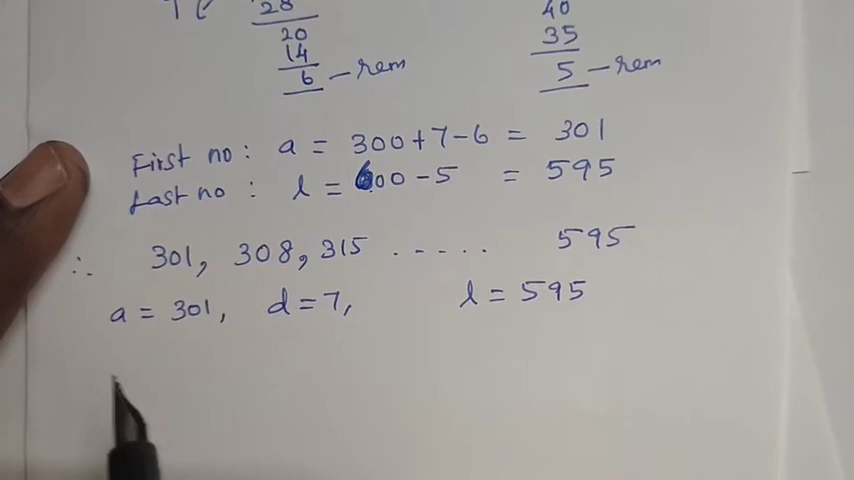 28 40
20 35
14 5 – rem
6 – rem
First no : a = 300+7-6 = 301
Last no : l = 600-5 = 595
∴ 301, 308, 315 ...... 595
a = 301, d = 7, l = 595